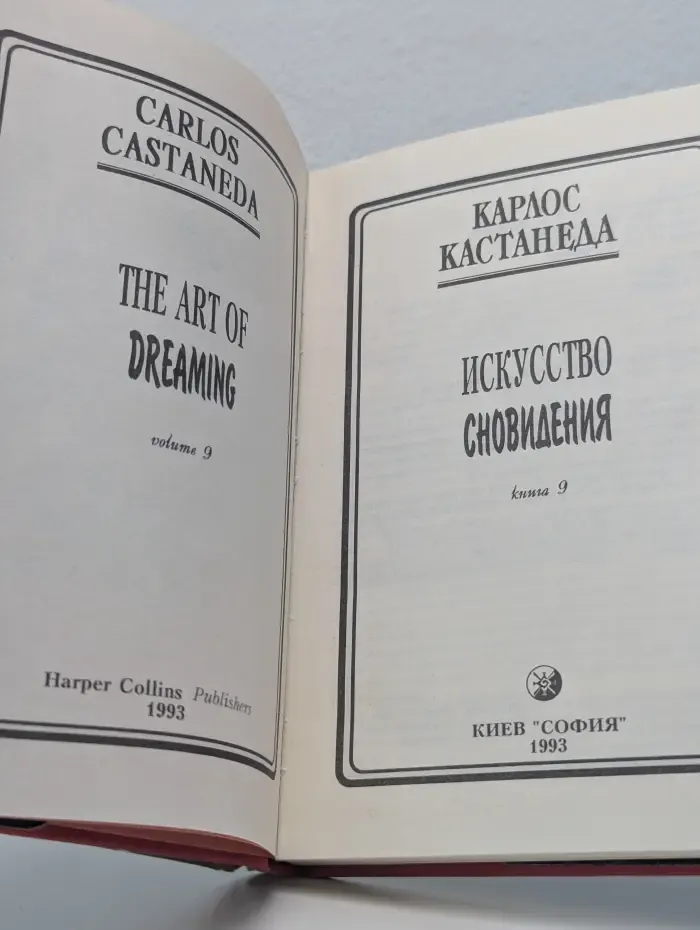 CARLOS
CASTANEDA
THE ART OF
DREAMING
volume 9
Harper Collins Publishers
1993
КАРЛОС
КАСТАНЕДА
ИСКУССТВО
СНОВИДЕНИЯ
книга 9
КИЕВ "СОФИЯ"
1993